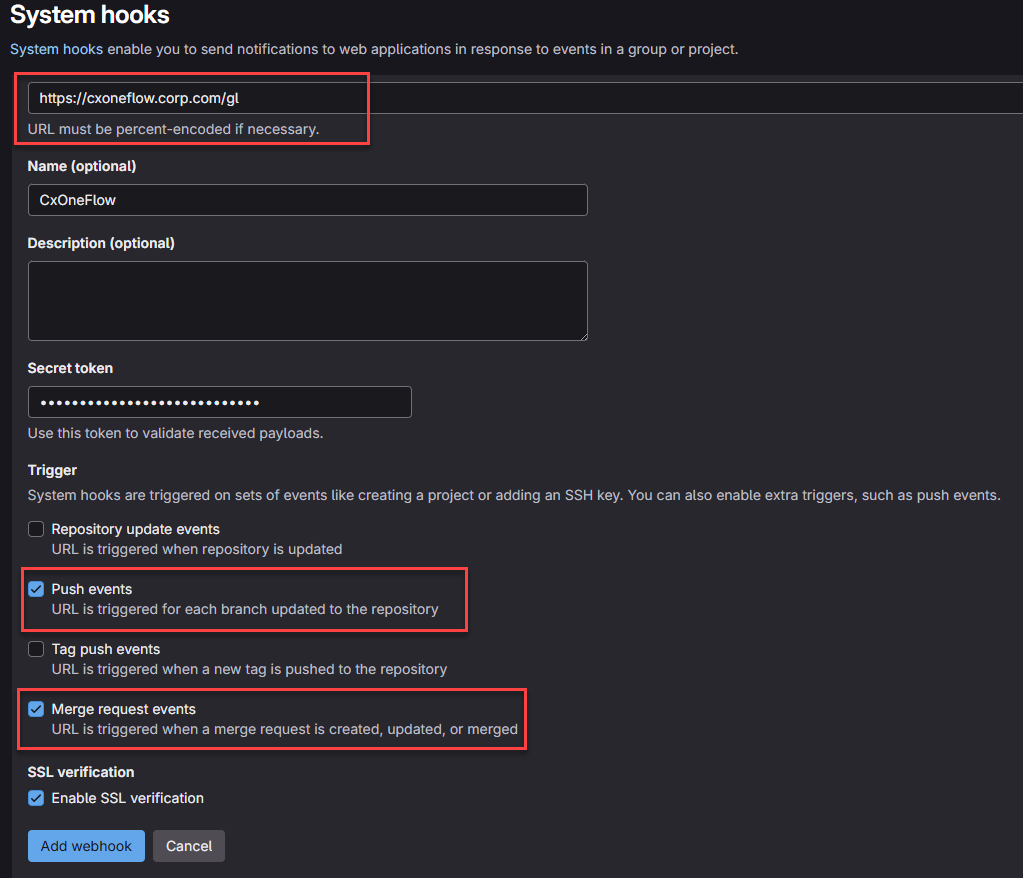 System hooks
System hooks enable you to send notifications to web applications in response to events in a group or project.
https://cxoneflow.corp.com/gl
URL must be percent-encoded if necessary.
Name (optional)
CxOneFlow
Description (optional)
Secret token
••••••••••••••••••••••••••••
Use this token to validate received payloads.
Trigger
System hooks are triggered on sets of events like creating a project or adding an SSH key. You can also enable extra triggers, such as push events.
Repository update events
URL is triggered when repository is updated
Push events
URL is triggered for each branch updated to the repository
Tag push events
URL is triggered when a new tag is pushed to the repository
Merge request events
URL is triggered when a merge request is created, updated, or merged
SSL verification
Enable SSL verification
Add webhook Cancel